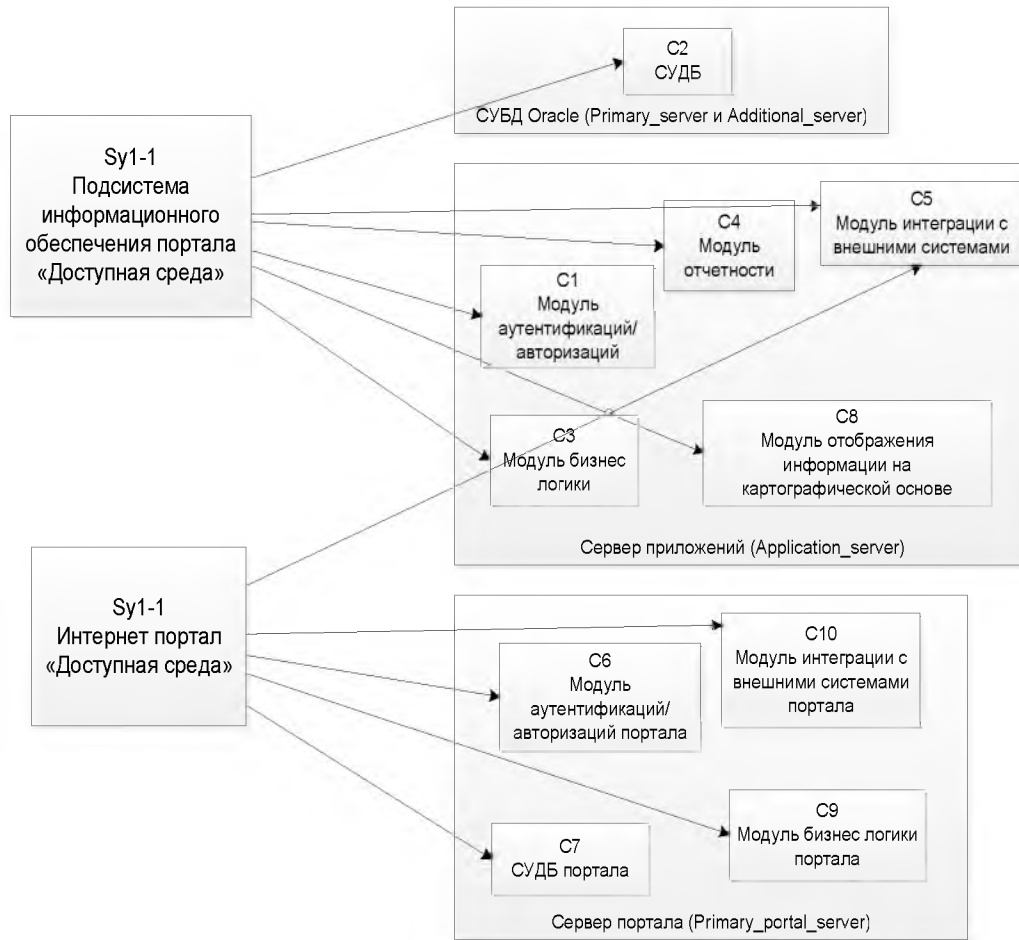 C2
СУДБ
СУБД Oracle (Primary_server и Additional_server)
Sy1-1
Подсистема
информационного
обеспечения портала
«Доступная среда»
C5
Модуль интеграции с
внешними системами
C4
Модуль
отчетности
C1
Модуль
аутентификаций/
авторизаций
C3
Модуль бизнес
логики
C8
Модуль отображения
информации на
картографической основе
Сервер приложений (Application_server)
Sy1-1
Интернет портал
«Доступная среда»
C10
Модуль интеграции с
внешними системами
портала
C6
Модуль
аутентификаций/
авторизаций портала
C9
Модуль бизнес логики
портала
C7
СУДБ портала
Сервер портала (Primary_portal_server)